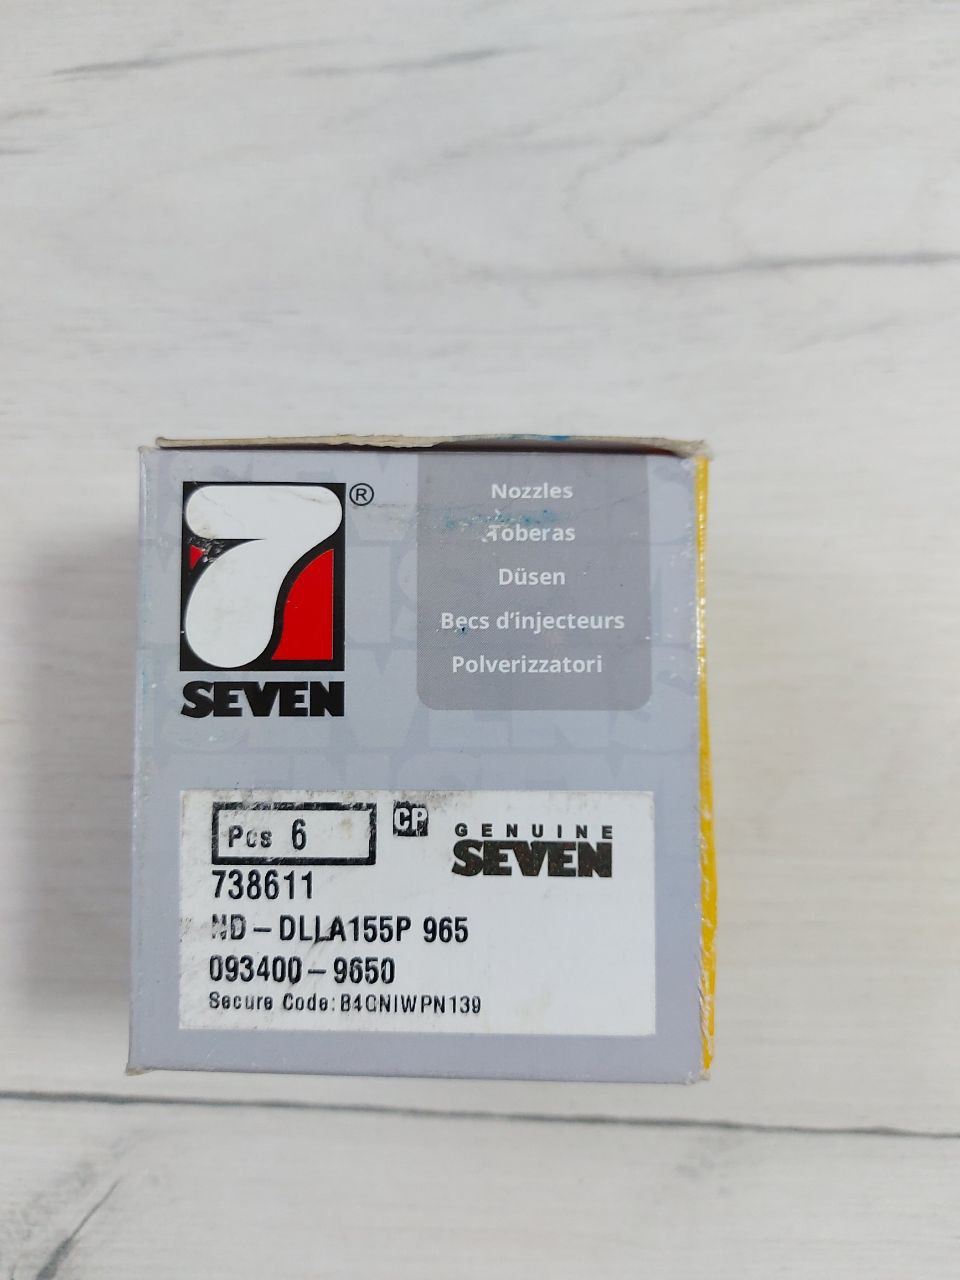 7®
SEVEN
Nozzles
Toberas
Düsen
Becs d'injecteurs
Polverizzatori
Pcs 6
CP
GENUINE
SEVEN
738611
ND-DLLA155P 965
093400-9650
Secure Code: B4GNIWPN139